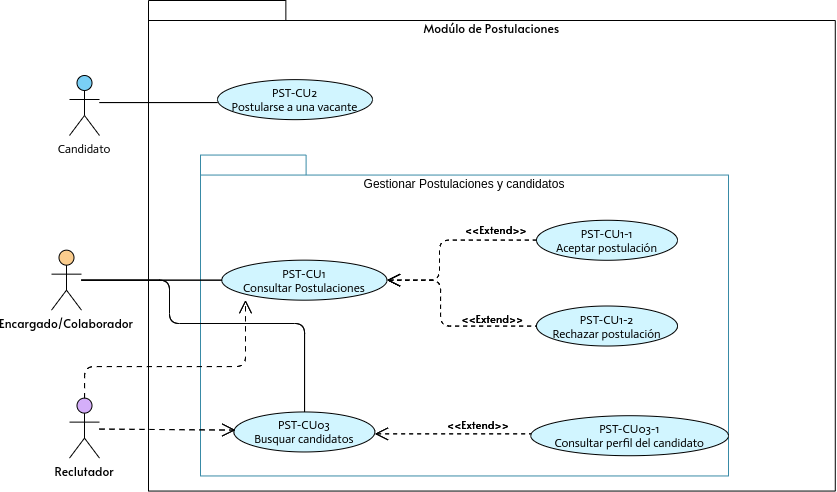 Modúlo de Postulaciones
PST-CU2
Postularse a una vacante
Candidato
Gestionar Postulaciones y candidatos
<<Extend>>
PST-CU1-1
Aceptar postulación
PST-CU1
Consultar Postulaciones
Encargado/Colaborador
<<Extend>>
PST-CU1-2
Rechazar postulación
PST-CU03
Busquar candidatos
<<Extend>>
PST-CU03-1
Consultar perfil del candidato
Reclutador